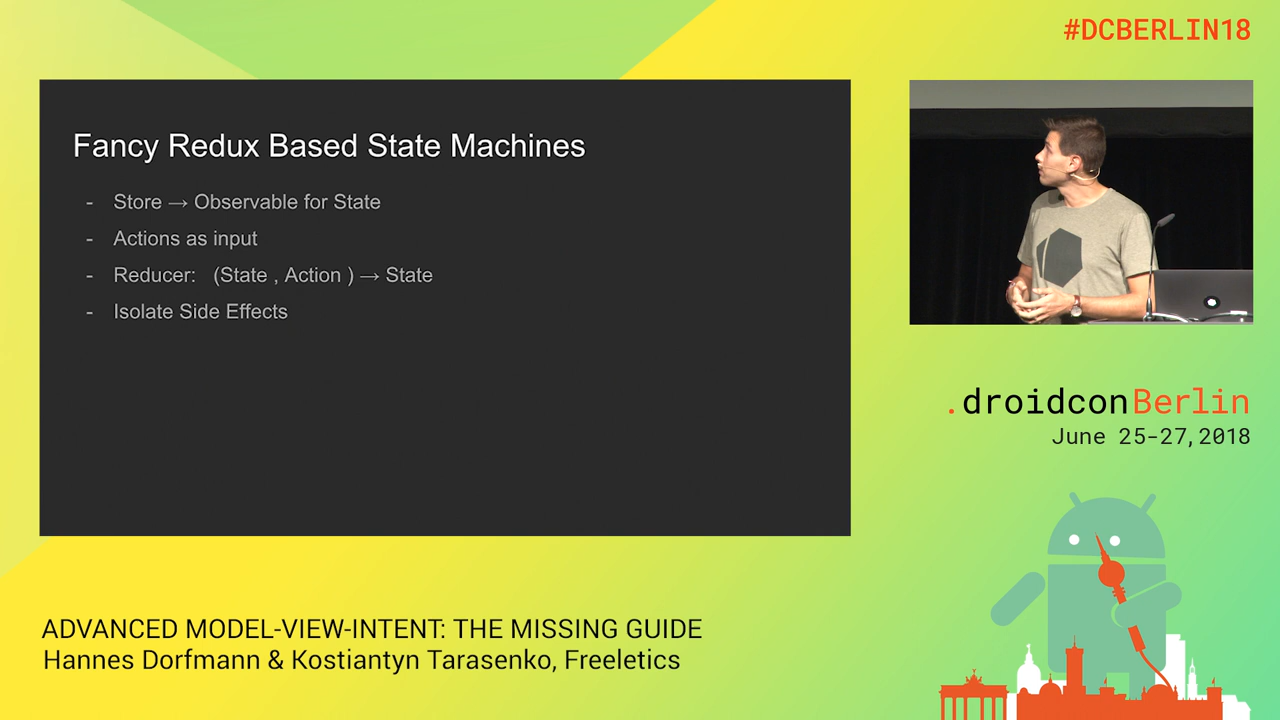 #DCBERLIN18
Fancy Redux Based State Machines
- Store → Observable for State
- Actions as input
- Reducer: (State , Action ) → State
- Isolate Side Effects
.droidconBerlin
June 25-27,2018
ADVANCED MODEL-VIEW-INTENT: THE MISSING GUIDE
Hannes Dorfmann & Kostiantyn Tarasenko, Freeletics